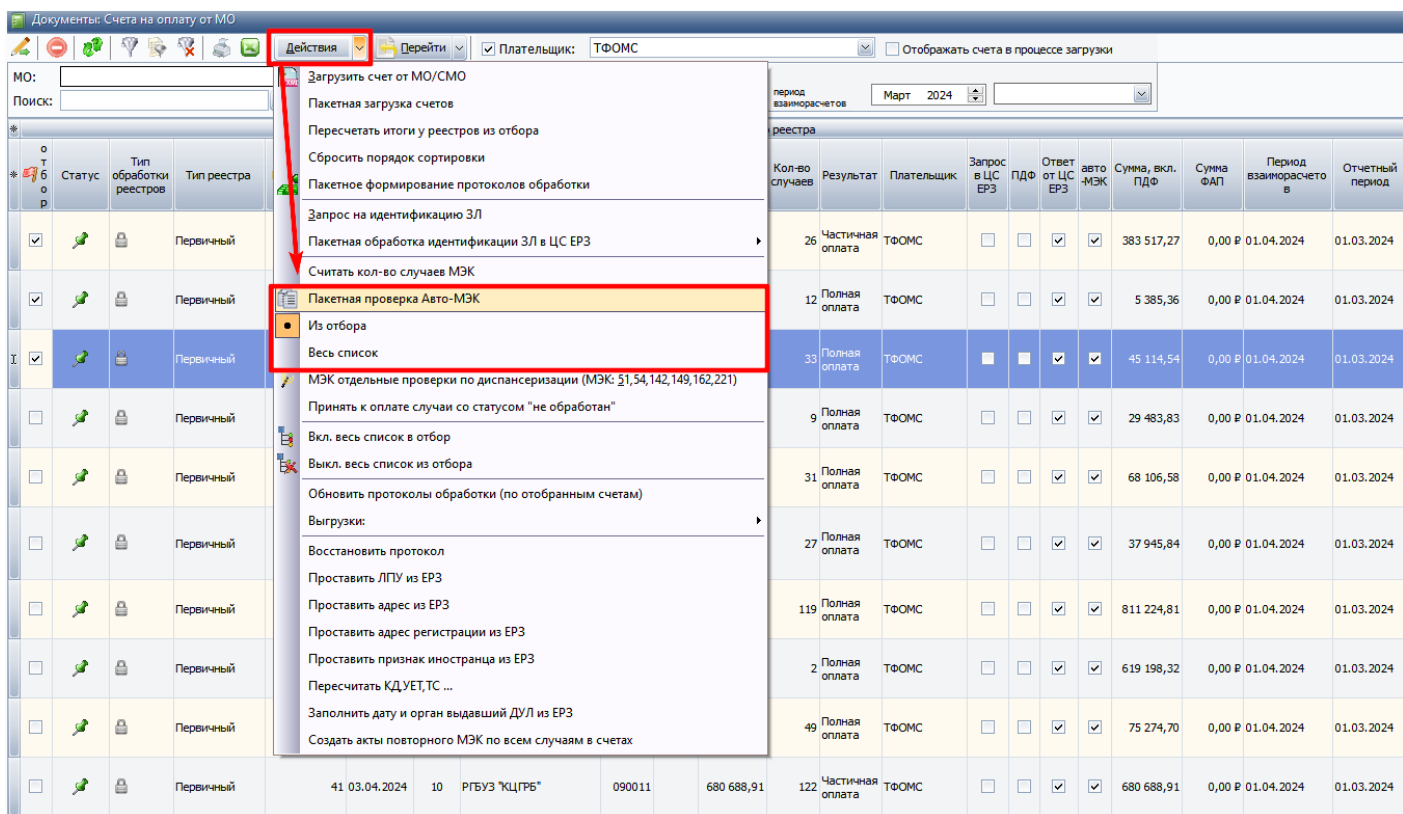 Документы: Счета на оплату от МО
Действия Перейти Плательщик: ТФОМС Отображать счета в процессе загрузки
МО:
Поиск:
период
взаиморасчетов
Март 2024
реестра
отбор Статус Тип обработки реестров Тип реестра Кол-во случаев Результат Плательщик Запрос в ЦС ЕРЗ ПДФ Ответ от ЦС ЕРЗ авто-МЭК Сумма, вкл. ПДФ Сумма ФАП Период взаиморасчетов Отчетный период
Загрузить счет от МО/СМО
Пакетная загрузка счетов
Пересчитать итоги у реестров из отбора
Сбросить порядок сортировки
Пакетное формирование протоколов обработки
Запрос на идентификацию ЗЛ
Пакетная обработка идентификации ЗЛ в ЦС ЕРЗ
Считать кол-во случаев МЭК
Пакетная проверка Авто-МЭК
Из отбора
Весь список
МЭК отдельные проверки по диспансеризации (МЭК: 51,54,142,149,162,221)
Принять к оплате случаи со статусом "не обработан"
Вкл. весь список в отбор
Выкл. весь список из отбора
Обновить протоколы обработки (по отобранным счетам)
Выгрузки:
Восстановить протокол
Проставить ЛПУ из ЕРЗ
Проставить адрес из ЕРЗ
Проставить адрес регистрации из ЕРЗ
Проставить признак иностранца из ЕРЗ
Пересчитать КД,УЕТ,ТС ...
Заполнить дату и орган выдавший ДУЛ из ЕРЗ
Создать акты повторного МЭК по всем случаям в счетах
Первичный 26 Частичная оплата ТФОМС 383 517,27 0,00 ₽ 01.04.2024 01.03.2024
Первичный 12 Полная оплата ТФОМС 5 385,36 0,00 ₽ 01.04.2024 01.03.2024
Первичный 33 Полная оплата ТФОМС 45 114,54 0,00 ₽ 01.04.2024 01.03.2024
Первичный 9 Полная оплата ТФОМС 29 483,83 0,00 ₽ 01.04.2024 01.03.2024
Первичный 31 Полная оплата ТФОМС 68 106,58 0,00 ₽ 01.04.2024 01.03.2024
Первичный 27 Полная оплата ТФОМС 37 945,84 0,00 ₽ 01.04.2024 01.03.2024
Первичный 119 Полная оплата ТФОМС 811 224,81 0,00 ₽ 01.04.2024 01.03.2024
Первичный 2 Полная оплата ТФОМС 619 198,32 0,00 ₽ 01.04.2024 01.03.2024
Первичный 49 Полная оплата ТФОМС 75 274,70 0,00 ₽ 01.04.2024 01.03.2024
Первичный 41 03.04.2024 10 РГБУЗ "КЦГРБ" 090011 680 688,91 122 Частичная оплата ТФОМС 680 688,91 0,00 ₽ 01.04.2024 01.03.2024